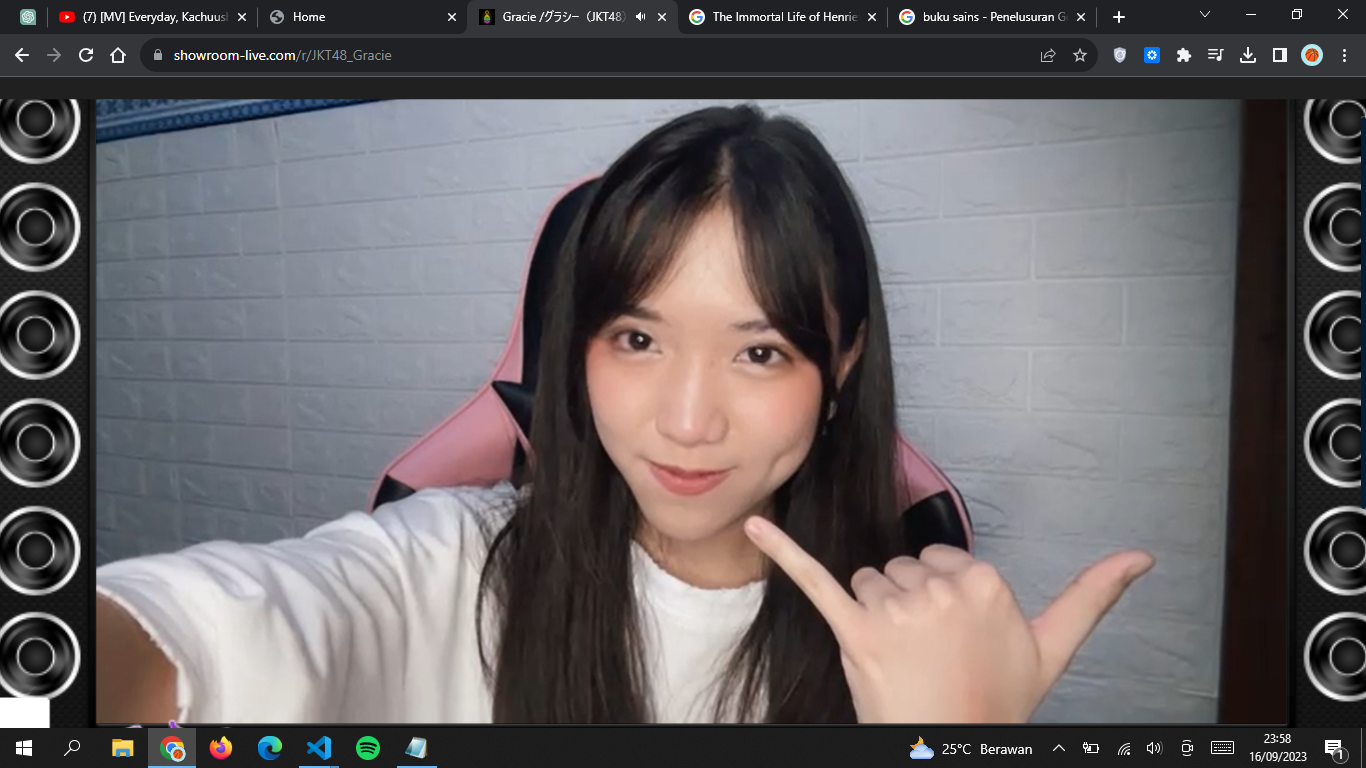 (7) [MV] Everyday, Kachuus
Home
Gracie /グラシー（JKT48）
The Immortal Life of Henrie
buku sains - Penelusuran G
showroom-live.com/r/JKT48_Gracie
25°C Berawan
23:58
16/09/2023
1